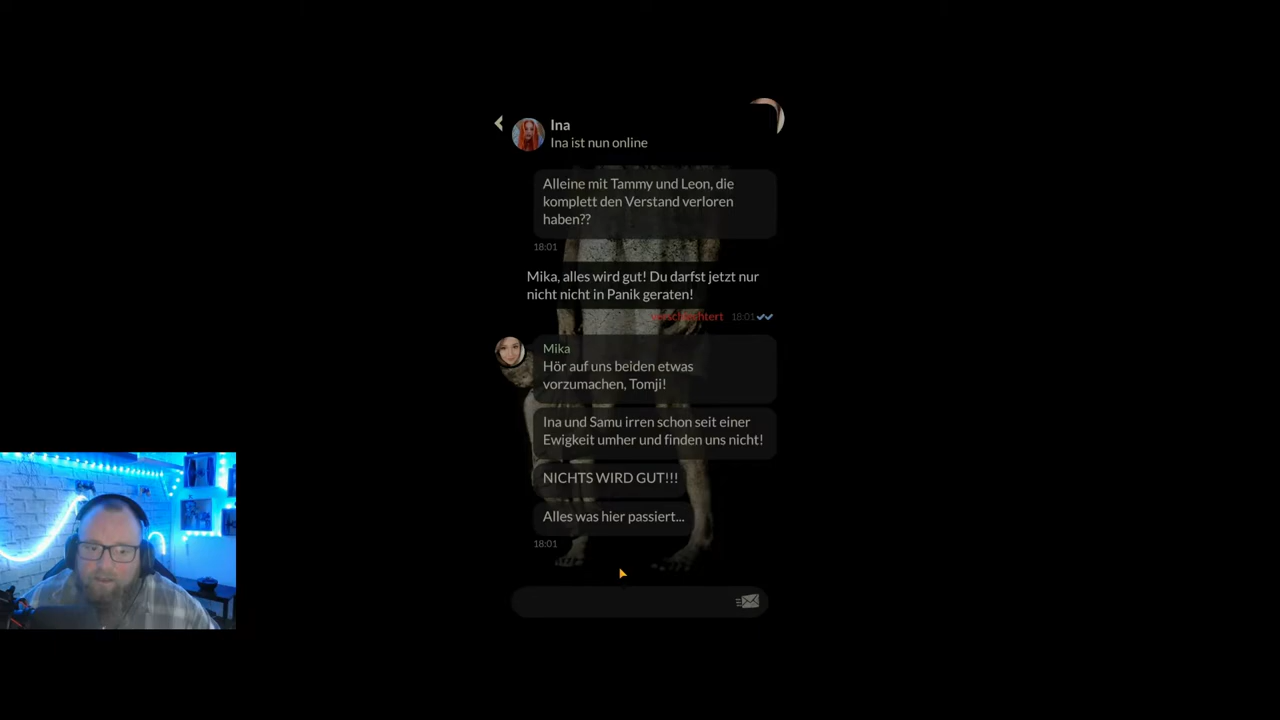 Ina
Ina ist nun online
Alleine mit Tammy und Leon, die
komplett den Verstand verloren
haben??
18:01
Mika, alles wird gut! Du darfst jetzt nur
nicht nicht in Panik geraten!
18:01
Mika
Hör auf uns beiden etwas
vorzumachen, Tomji!
Ina und Samu irren schon seit einer
Ewigkeit umher und finden uns nicht!
NICHTS WIRD GUT!!!
Alles was hier passiert...
18:01